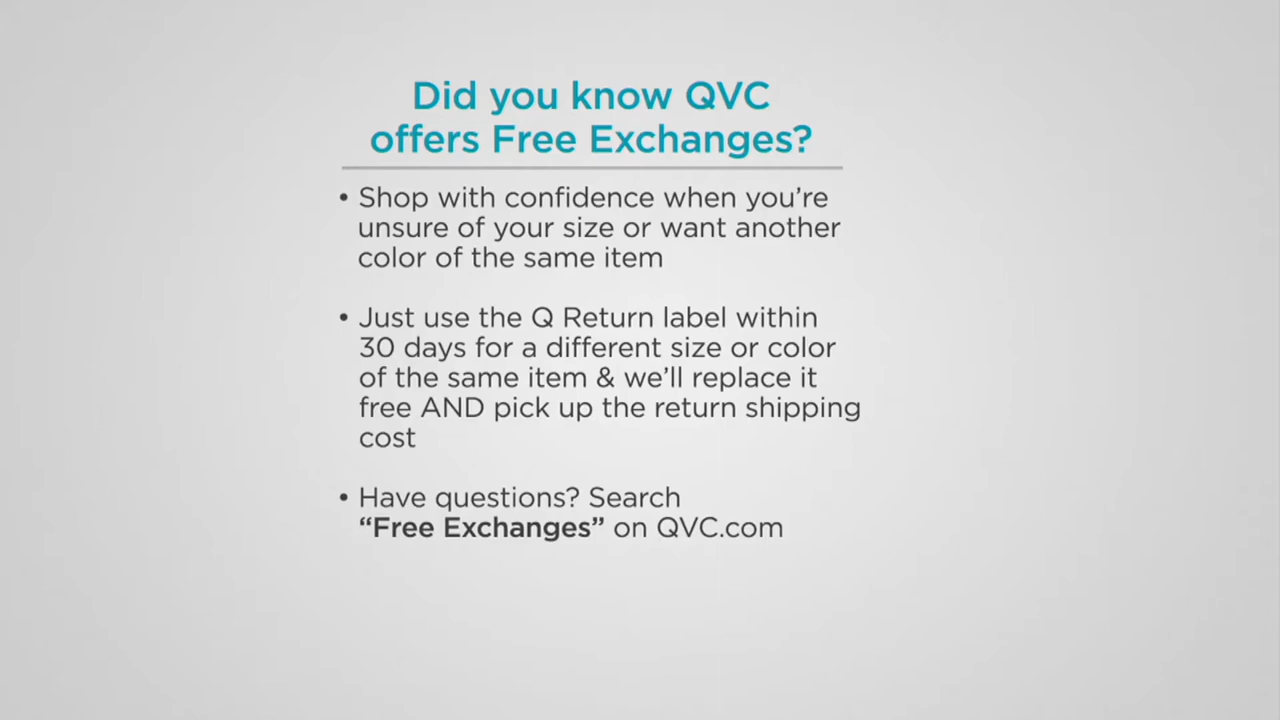 Did you know QVC
offers Free Exchanges?
• Shop with confidence when you’re
unsure of your size or want another
color of the same item
• Just use the Q Return label within
30 days for a different size or color
of the same item & we’ll replace it
free AND pick up the return shipping
cost
• Have questions? Search
“Free Exchanges” on QVC.com